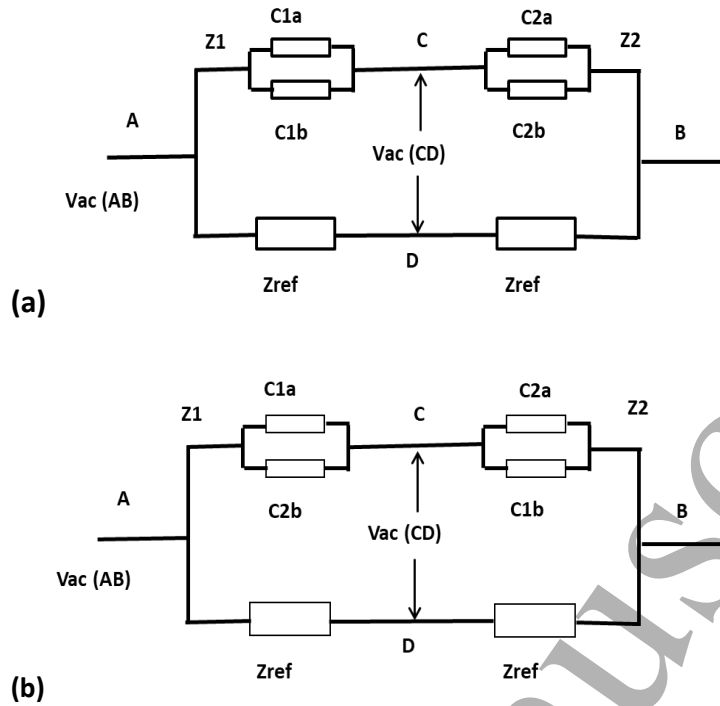 C1a
C2a
Z1
C
Z2
A
C1b
C2b
B
Vac (CD)
Vac (AB)
D
Zref
Zref
(a)
C1a
C2a
Z1
C
Z2
A
C2b
C1b
B
Vac (CD)
Vac (AB)
D
Zref
Zref
(b)